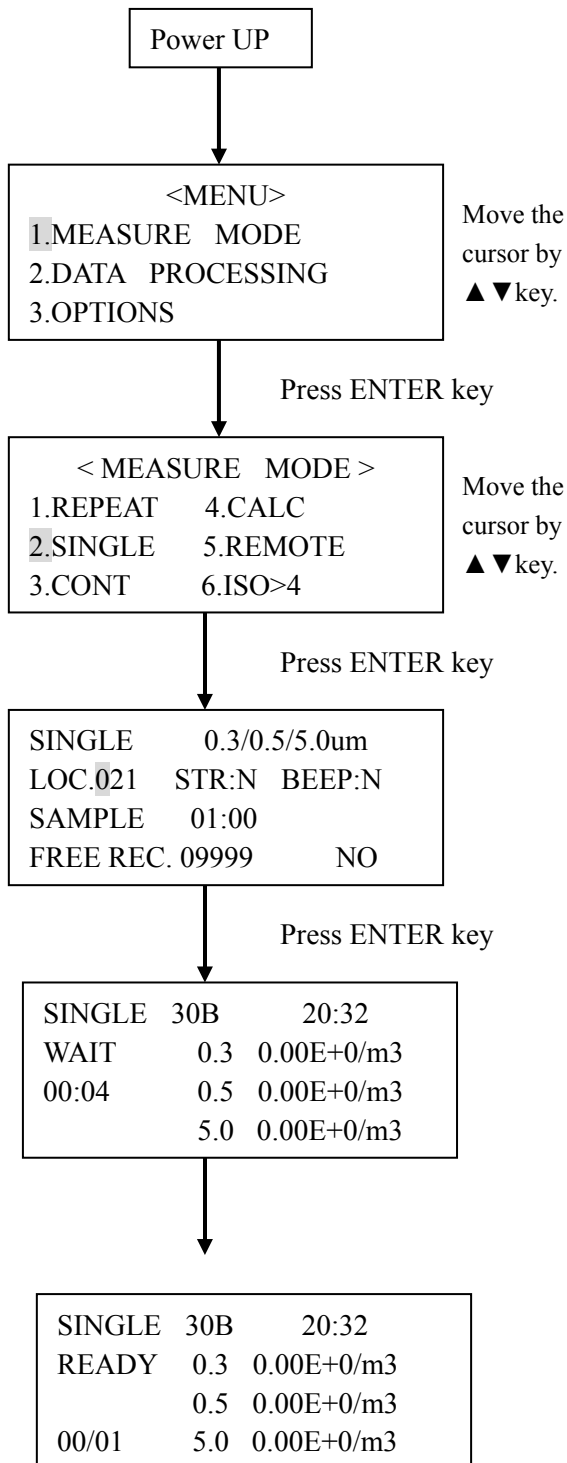 Power UP
<MENU>
1.MEASURE MODE
2.DATA PROCESSING
3.OPTIONS
Move the
cursor by
▲▼key.
Press ENTER key
< MEASURE MODE >
1.REPEAT 4.CALC
2.SINGLE 5.REMOTE
3.CONT 6.ISO>4
Move the
cursor by
▲▼key.
Press ENTER key
SINGLE 0.3/0.5/5.0um
LOC.021 STR:N BEEP:N
SAMPLE 01:00
FREE REC. 09999 NO
Press ENTER key
SINGLE 30B 20:32
WAIT 0.3 0.00E+0/m3
00:04 0.5 0.00E+0/m3
5.0 0.00E+0/m3
SINGLE 30B 20:32
READY 0.3 0.00E+0/m3
0.5 0.00E+0/m3
00/01 5.0 0.00E+0/m3